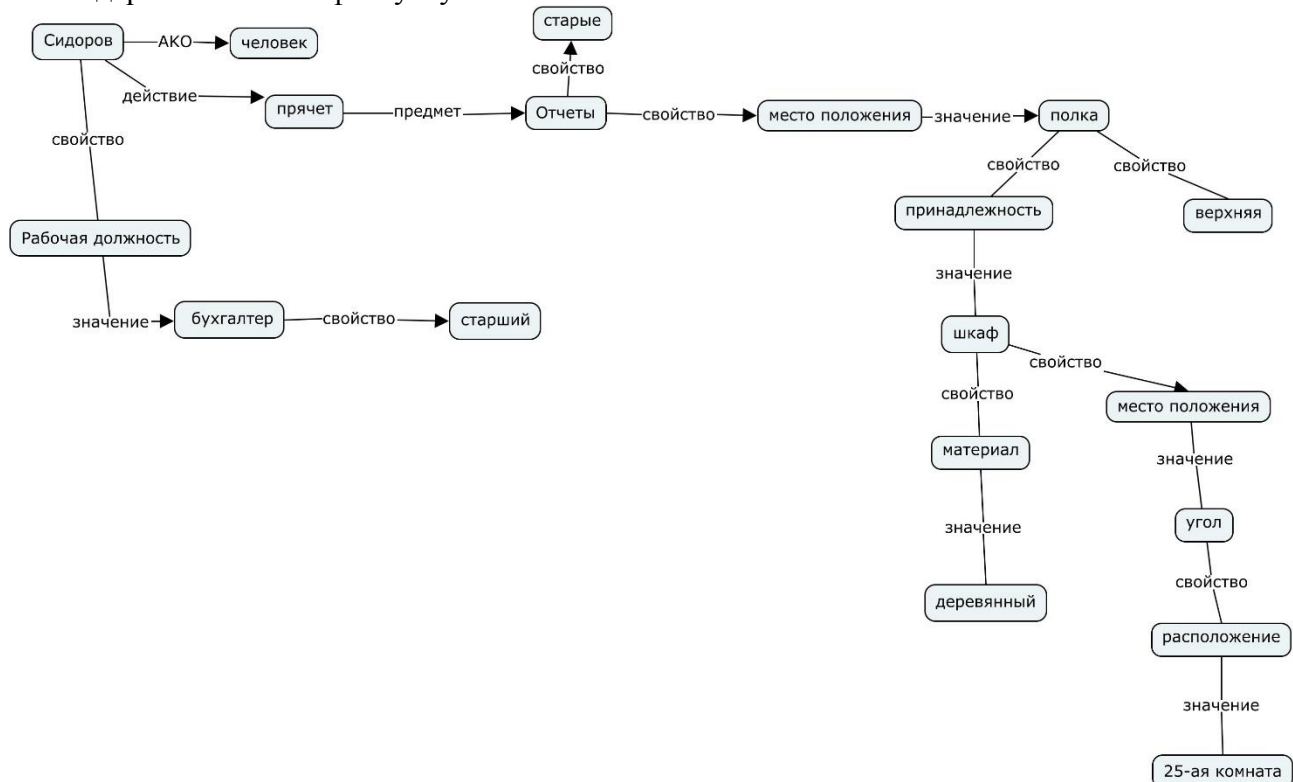 старые
Сидоров
АКО
человек
свойство
действие
прячет
предмет
Отчеты
свойство
место положения
значение
полка
свойство
свойство
свойство
принадлежность
верхняя
Рабочая должность
значение
значение
бухгалтер
свойство
старший
шкаф
свойство
свойство
место положения
материал
значение
значение
угол
свойство
деревянный
расположение
значение
25-ая комната